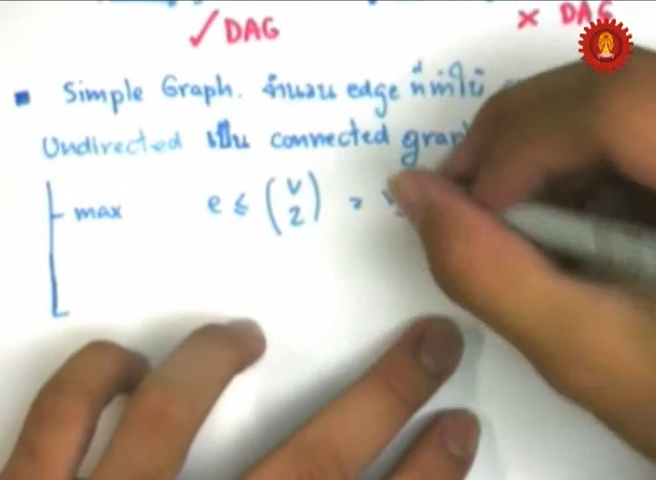 ✓ DAG
× DAG
▪ Simple Graph. จำนวน edge ที่ทำให้
Undirected เป็น connected grap
max e ≤ (v 2) =